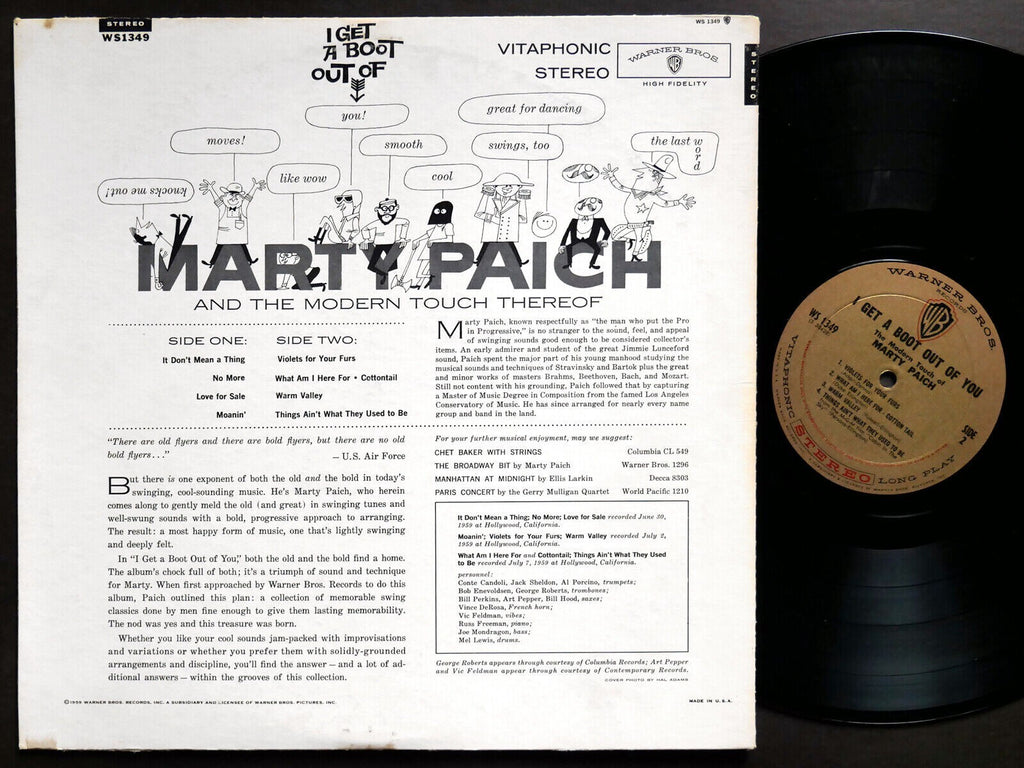 STEREO
WS1349
WS 1349
I GET
A BOOT
OUT OF
VITAPHONIC
STEREO
WARNER BROS
WB
HIGH FIDELITY
STEREO
you!
great for dancing
moves!
smooth
swings, too
the last word
like wow
cool
knocks me out!
MARTY PAICH
AND THE MODERN TOUCH THEREOF
SIDE ONE:
It Don't Mean a Thing
No More
Love for Sale
Moanin'
SIDE TWO:
Violets for Your Furs
What Am I Here For • Cottontail
Warm Valley
Things Ain't What They Used to Be
Marty Paich, known respectfully as "the man who put the Pro
in Progressive," is no stranger to the sound, feel, and appeal
of swinging sounds good enough to be considered collector's
items. An early admirer and student of the great Jimmie Lunceford
sound, Paich spent the major part of his young manhood studying the
musical sounds and techniques of Stravinsky and Bartok plus the great
and minor works of masters Brahms, Beethoven, Bach, and Mozart.
Still not content with his grounding, Paich followed that by capturing
a Master of Music Degree in Composition from the famed Los Angeles
Conservatory of Music. He has since arranged for nearly every name
group and band in the land.
"There are old flyers and there are bold flyers, but there are no old
bold flyers..."
— U.S. Air Force
But there is one exponent of both the old and the bold in today's
swinging, cool-sounding music. He's Marty Paich, who herein
comes along to gently meld the old (and great) in swinging tunes and
well-swung sounds with a bold, progressive approach to arranging.
The result: a most happy form of music, one that's lightly swinging
and deeply felt.
In "I Get a Boot Out of You," both the old and the bold find a home.
The album's chock full of both; it's a triumph of sound and technique
for Marty. When first approached by Warner Bros. Records to do this
album, Paich outlined this plan: a collection of memorable swing
classics done by men fine enough to give them lasting memorability.
The nod was yes and this treasure was born.
Whether you like your cool sounds jam-packed with improvisations
and variations or whether you prefer them with solidly-grounded
arrangements and discipline, you'll find the answer — and a lot of ad-
ditional answers — within the grooves of this collection.
For your further musical enjoyment, may we suggest:
CHET BAKER WITH STRINGS Columbia CL 549
THE BROADWAY BIT by Marty Paich Warner Bros. 1296
MANHATTAN AT MIDNIGHT by Ellis Larkin Decca 8303
PARIS CONCERT by the Gerry Mulligan Quartet World Pacific 1210
It Don't Mean a Thing; No More; Love for Sale recorded June 30,
1959 at Hollywood, California.
Moanin'; Violets for Your Furs; Warm Valley recorded July 2,
1959 at Hollywood, California.
What Am I Here For and Cottontail; Things Ain't What They Used
to Be recorded July 7, 1959 at Hollywood, California.
personnel:
Conte Candoli, Jack Sheldon, Al Porcino, trumpets;
Bob Enevoldsen, George Roberts, trombones;
Bill Perkins, Art Pepper, Bill Hood, saxes;
Vince DeRosa, French horn;
Vic Feldman, vibes;
Russ Freeman, piano;
Joe Mondragon, bass;
Mel Lewis, drums.
George Roberts appears through courtesy of Columbia Records; Art Pepper
and Vic Feldman appear through courtesy of Contemporary Records.
COVER PHOTO BY HAL ADAMS
©1959 WARNER BROS. RECORDS, INC. A SUBSIDIARY AND LICENSEE OF WARNER BROS. PICTURES, INC.
MADE IN U.S.A.
WARNER BROS
RECORDS
WB
WS 1349
I GET A BOOT OUT OF YOU
The Modern Touch of
MARTY PAICH
1. VIOLETS FOR YOUR FURS
2. WHAT AM I HERE FOR - COTTON TAIL
3. WARM VALLEY
4. THINGS AIN'T WHAT THEY USED TO BE
SIDE
2
VITAPHONIC
STEREO
LONG PLAY